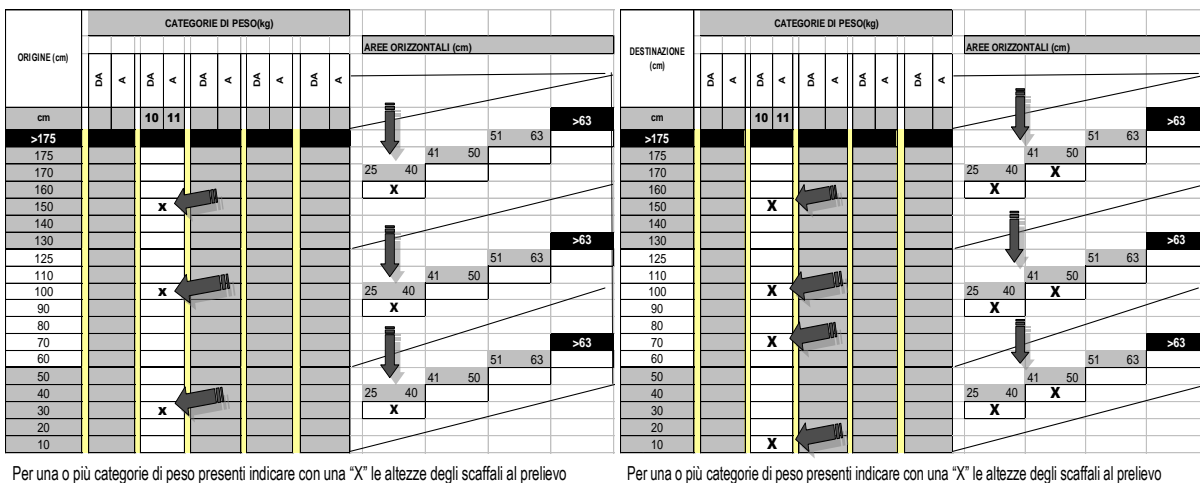 CATEGORIE DI PESO(kg)
ORIGINE (cm)
AREE ORIZZONTALI (cm)
DA A DA A DA A DA A DA A
cm 10 11 >63
>175 51 63
175 41 50
170 25 40
160 X
150 x
140
130 >63
125 51 63
110 41 50
100 x 25 40
90 X
80
70 >63
60 51 63
50 41 50
40 25 40
30 x X
20
10
Per una o più categorie di peso presenti indicare con una “X” le altezze degli scaffali al prelievo
CATEGORIE DI PESO(kg)
DESTINAZIONE
(cm)
AREE ORIZZONTALI (cm)
DA A DA A DA A DA A DA A
cm 10 11 >63
>175 51 63
175 41 50
170 25 40 X
160 X
150 X
140
130 >63
125 51 63
110 41 50
100 X 25 40 X
90 X
80
70 X >63
60 51 63
50 41 50
40 25 40 X
30 X
20
10 X
Per una o più categorie di peso presenti indicare con una “X” le altezze degli scaffali al prelievo